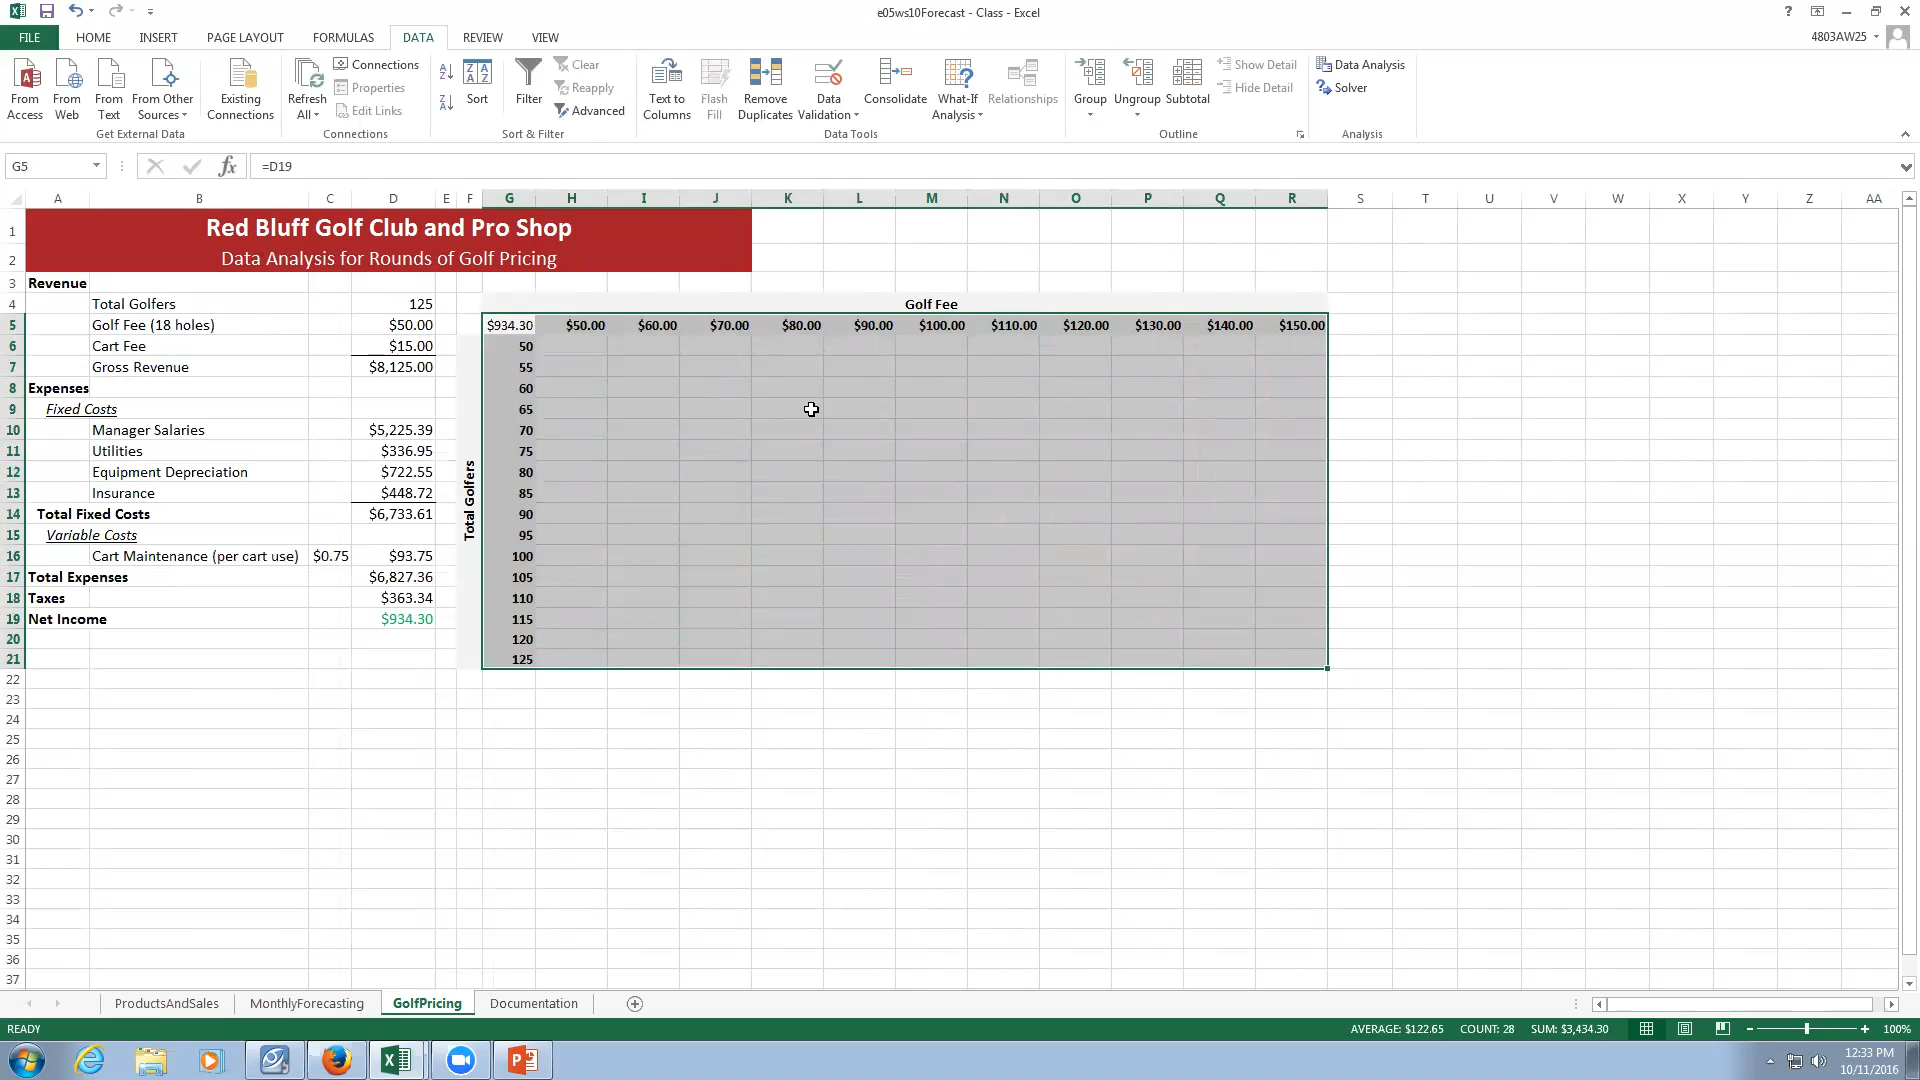 e05ws10Forecast - Class - Excel
?
FILE HOME INSERT PAGE LAYOUT FORMULAS DATA REVIEW VIEW 4803AW25
From Access
From Web
From Text
From Other Sources
Existing Connections
Get External Data
Refresh All
Connections
Properties
Edit Links
Connections
Sort
Filter
Clear
Reapply
Advanced
Sort & Filter
Text to Columns
Flash Fill
Remove Duplicates
Data Validation
Consolidate
What-If Analysis
Relationships
Data Tools
Group
Ungroup
Subtotal
Show Detail
Hide Detail
Outline
Data Analysis
Solver
Analysis
G5 fx =D19
A B C D E F G H I J K L M N O P Q R S T U V W X Y Z AA
1 Red Bluff Golf Club and Pro Shop
2 Data Analysis for Rounds of Golf Pricing
3 Revenue
4 Total Golfers 125 Golf Fee
5 Golf Fee (18 holes) $50.00 $934.30 $50.00 $60.00 $70.00 $80.00 $90.00 $100.00 $110.00 $120.00 $130.00 $140.00 $150.00
6 Cart Fee $15.00 50
7 Gross Revenue $8,125.00 55
8 Expenses 60
9 Fixed Costs 65
10 Manager Salaries $5,225.39 70
11 Utilities $336.95 75
12 Equipment Depreciation $722.55 80
13 Insurance $448.72 85
14 Total Fixed Costs $6,733.61 90
15 Variable Costs 95
16 Cart Maintenance (per cart use) $0.75 $93.75 100
17 Total Expenses $6,827.36 105
18 Taxes $363.34 110
19 Net Income $934.30 115
20 120
21 125
Total Golfers
22
23
24
25
26
27
28
29
30
31
32
33
34
35
36
37
ProductsAndSales MonthlyForecasting GolfPricing Documentation
READY AVERAGE: $122.65 COUNT: 28 SUM: $3,434.30 100%
12:33 PM
10/11/2016